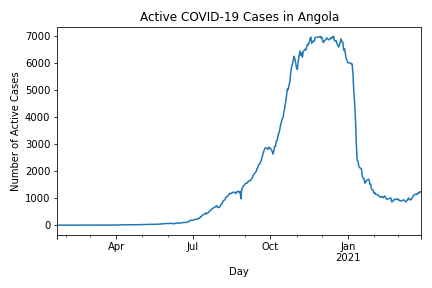 Active COVID-19 Cases in Angola
Number of Active Cases
7000
6000
5000
4000
3000
2000
1000
0
Apr
Jul
Oct
Jan
2021
Day